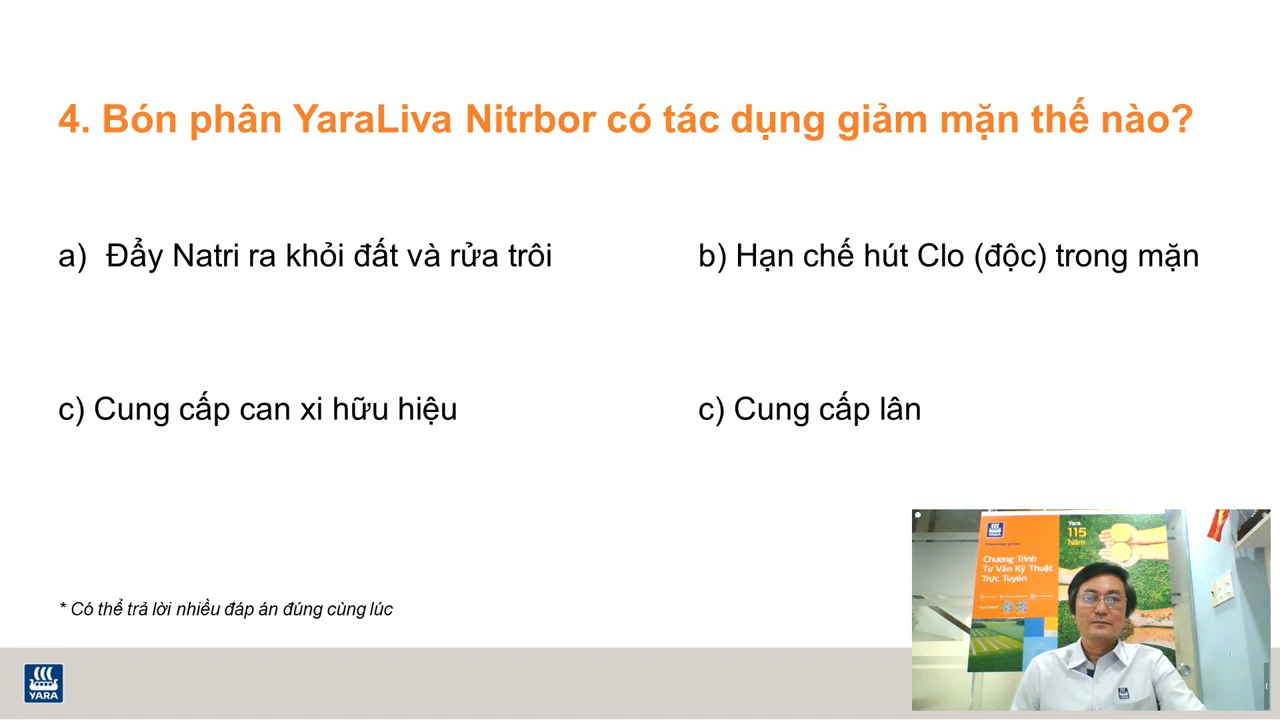 4. Bón phân YaraLiva Nitrbor có tác dụng giảm mặn thế nào?
a) Đẩy Natri ra khỏi đất và rửa trôi
b) Hạn chế hút Clo (độc) trong mặn
c) Cung cấp can xi hữu hiệu
c) Cung cấp lân
* Có thể trả lời nhiều đáp án đúng cùng lúc
YARA
YARA
Knowledge grows
Chương Trình
Tư Vấn Kỹ Thuật
Trực Tuyến
Yara
115
Năm